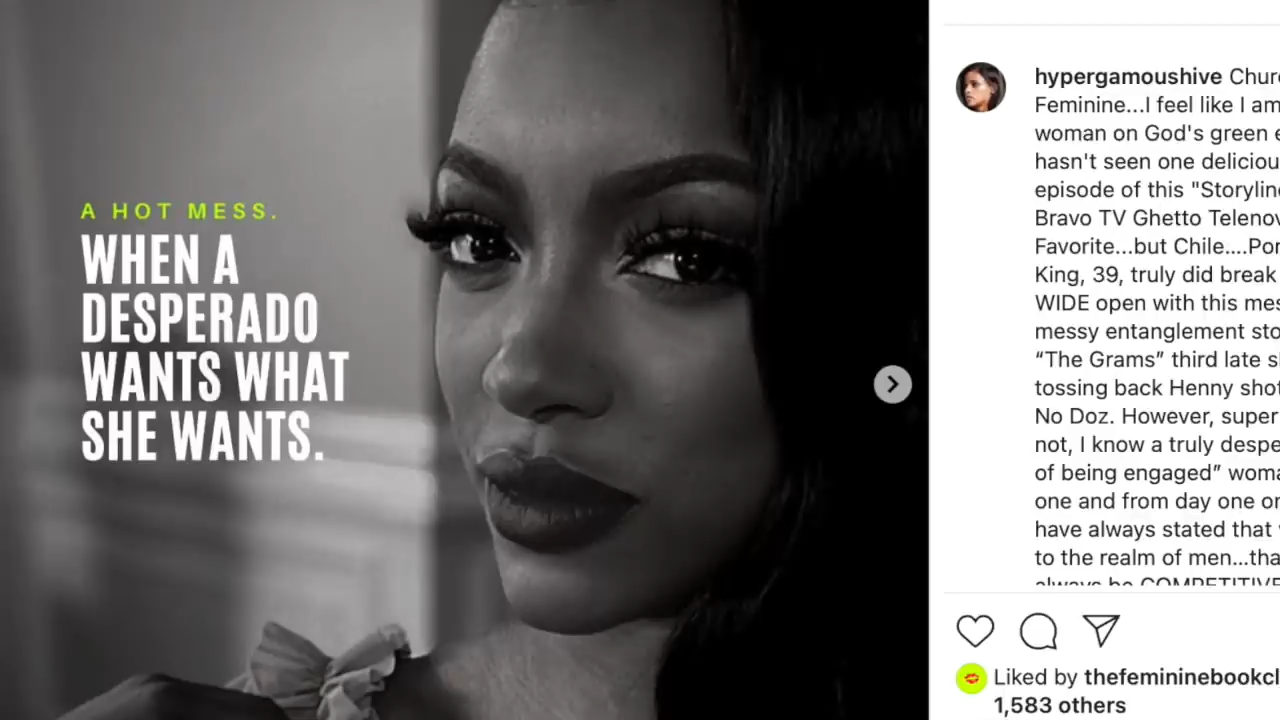 A HOT MESS.
WHEN A
DESPERADO
WANTS WHAT
SHE WANTS.
hypergamoushive
Feminine...I feel like I am
woman on God's green
hasn't seen one
episode of this
Bravo TV Ghetto
Favorite...but Chile....
King, 39, truly did break
WIDE open with this
messy entanglement
“The Grams” third late
tossing back Henny
No Doz. However, super
not, I know a truly
of being engaged”
one and from day one
have always stated that
to the realm of men...
always be COMPETITIVE
Liked by
1,583 others